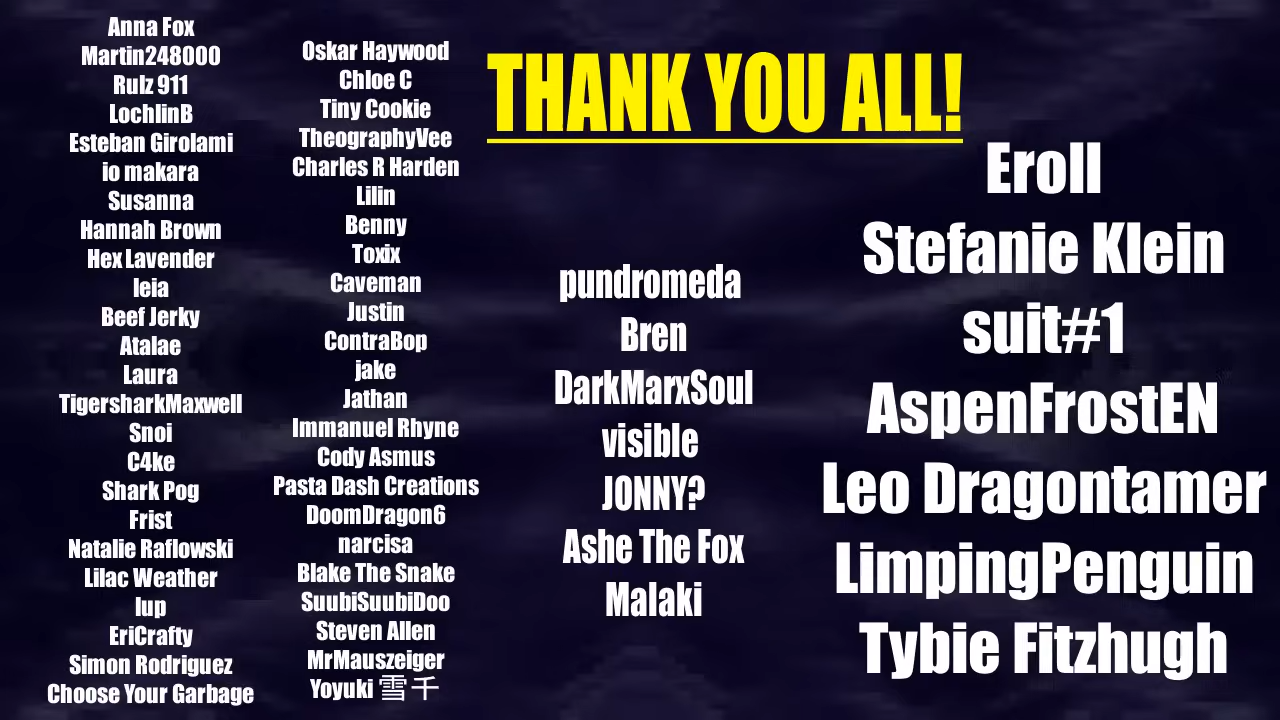 Anna Fox
Martin248000
Rulz 911
LochlinB
Esteban Girolami
io makara
Susanna
Hannah Brown
Hex Lavender
leia
Beef Jerky
Atalae
Laura
TigersharkMaxwell
Snoi
C4ke
Shark Pog
Frist
Natalie Raflowski
Lilac Weather
lup
EriCrafty
Simon Rodriguez
Choose Your Garbage
Oskar Haywood
Chloe C
Tiny Cookie
TheographyVee
Charles R Harden
Lilin
Benny
Toxix
Caveman
Justin
ContraBop
jake
Jathan
Immanuel Rhyne
Cody Asmus
Pasta Dash Creations
DoomDragon6
narcisa
Blake The Snake
SuubiSuubiDoo
Steven Allen
MrMauszeiger
Yoyuki 雪千
THANK YOU ALL!
pundromeda
Bren
DarkMarxSoul
visible
JONNY?
Ashe The Fox
Malaki
Eroll
Stefanie Klein
suit#1
AspenFrostEN
Leo Dragontamer
LimpingPenguin
Tybie Fitzhugh